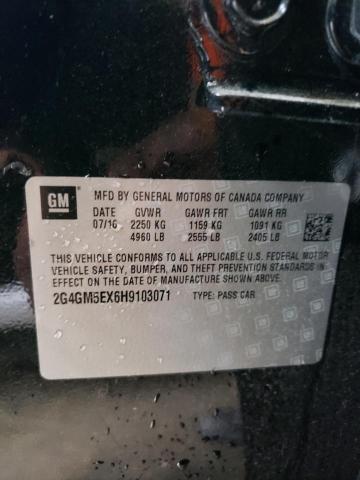 GM
MFD BY GENERAL MOTORS OF CANADA COMPANY
DATE GVWR GAWR FRT GAWR RR
07/16 2250 KG 1159 KG 1091 KG
4960 LB 2555 LB 2405 LB
THIS VEHICLE CONFORMS TO ALL APPLICABLE U.S. FEDERAL MOTOR
VEHICLE SAFETY, BUMPER, AND THEFT PREVENTION STANDARDS IN
EFFECT ON THE DATE OF MANUFACTURE SHOWN ABOVE.
2G4GM5EX6H9103071 TYPE: PASS CAR